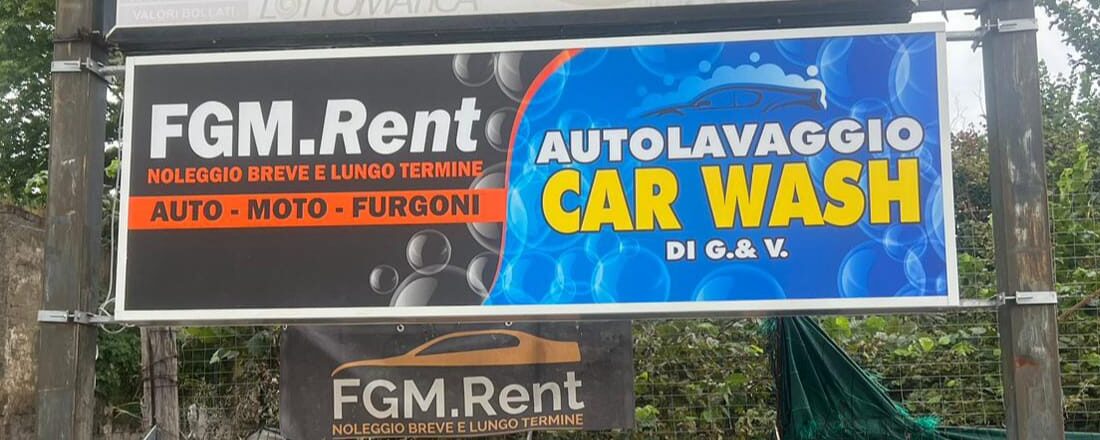 VALORI BOLLATI
LOTTOMATICA
FGM.Rent
NOLEGGIO BREVE E LUNGO TERMINE
AUTO - MOTO - FURGONI
AUTOLAVAGGIO
CAR WASH
DI G.& V.
FGM.Rent
NOLEGGIO BREVE E LUNGO TERMINE